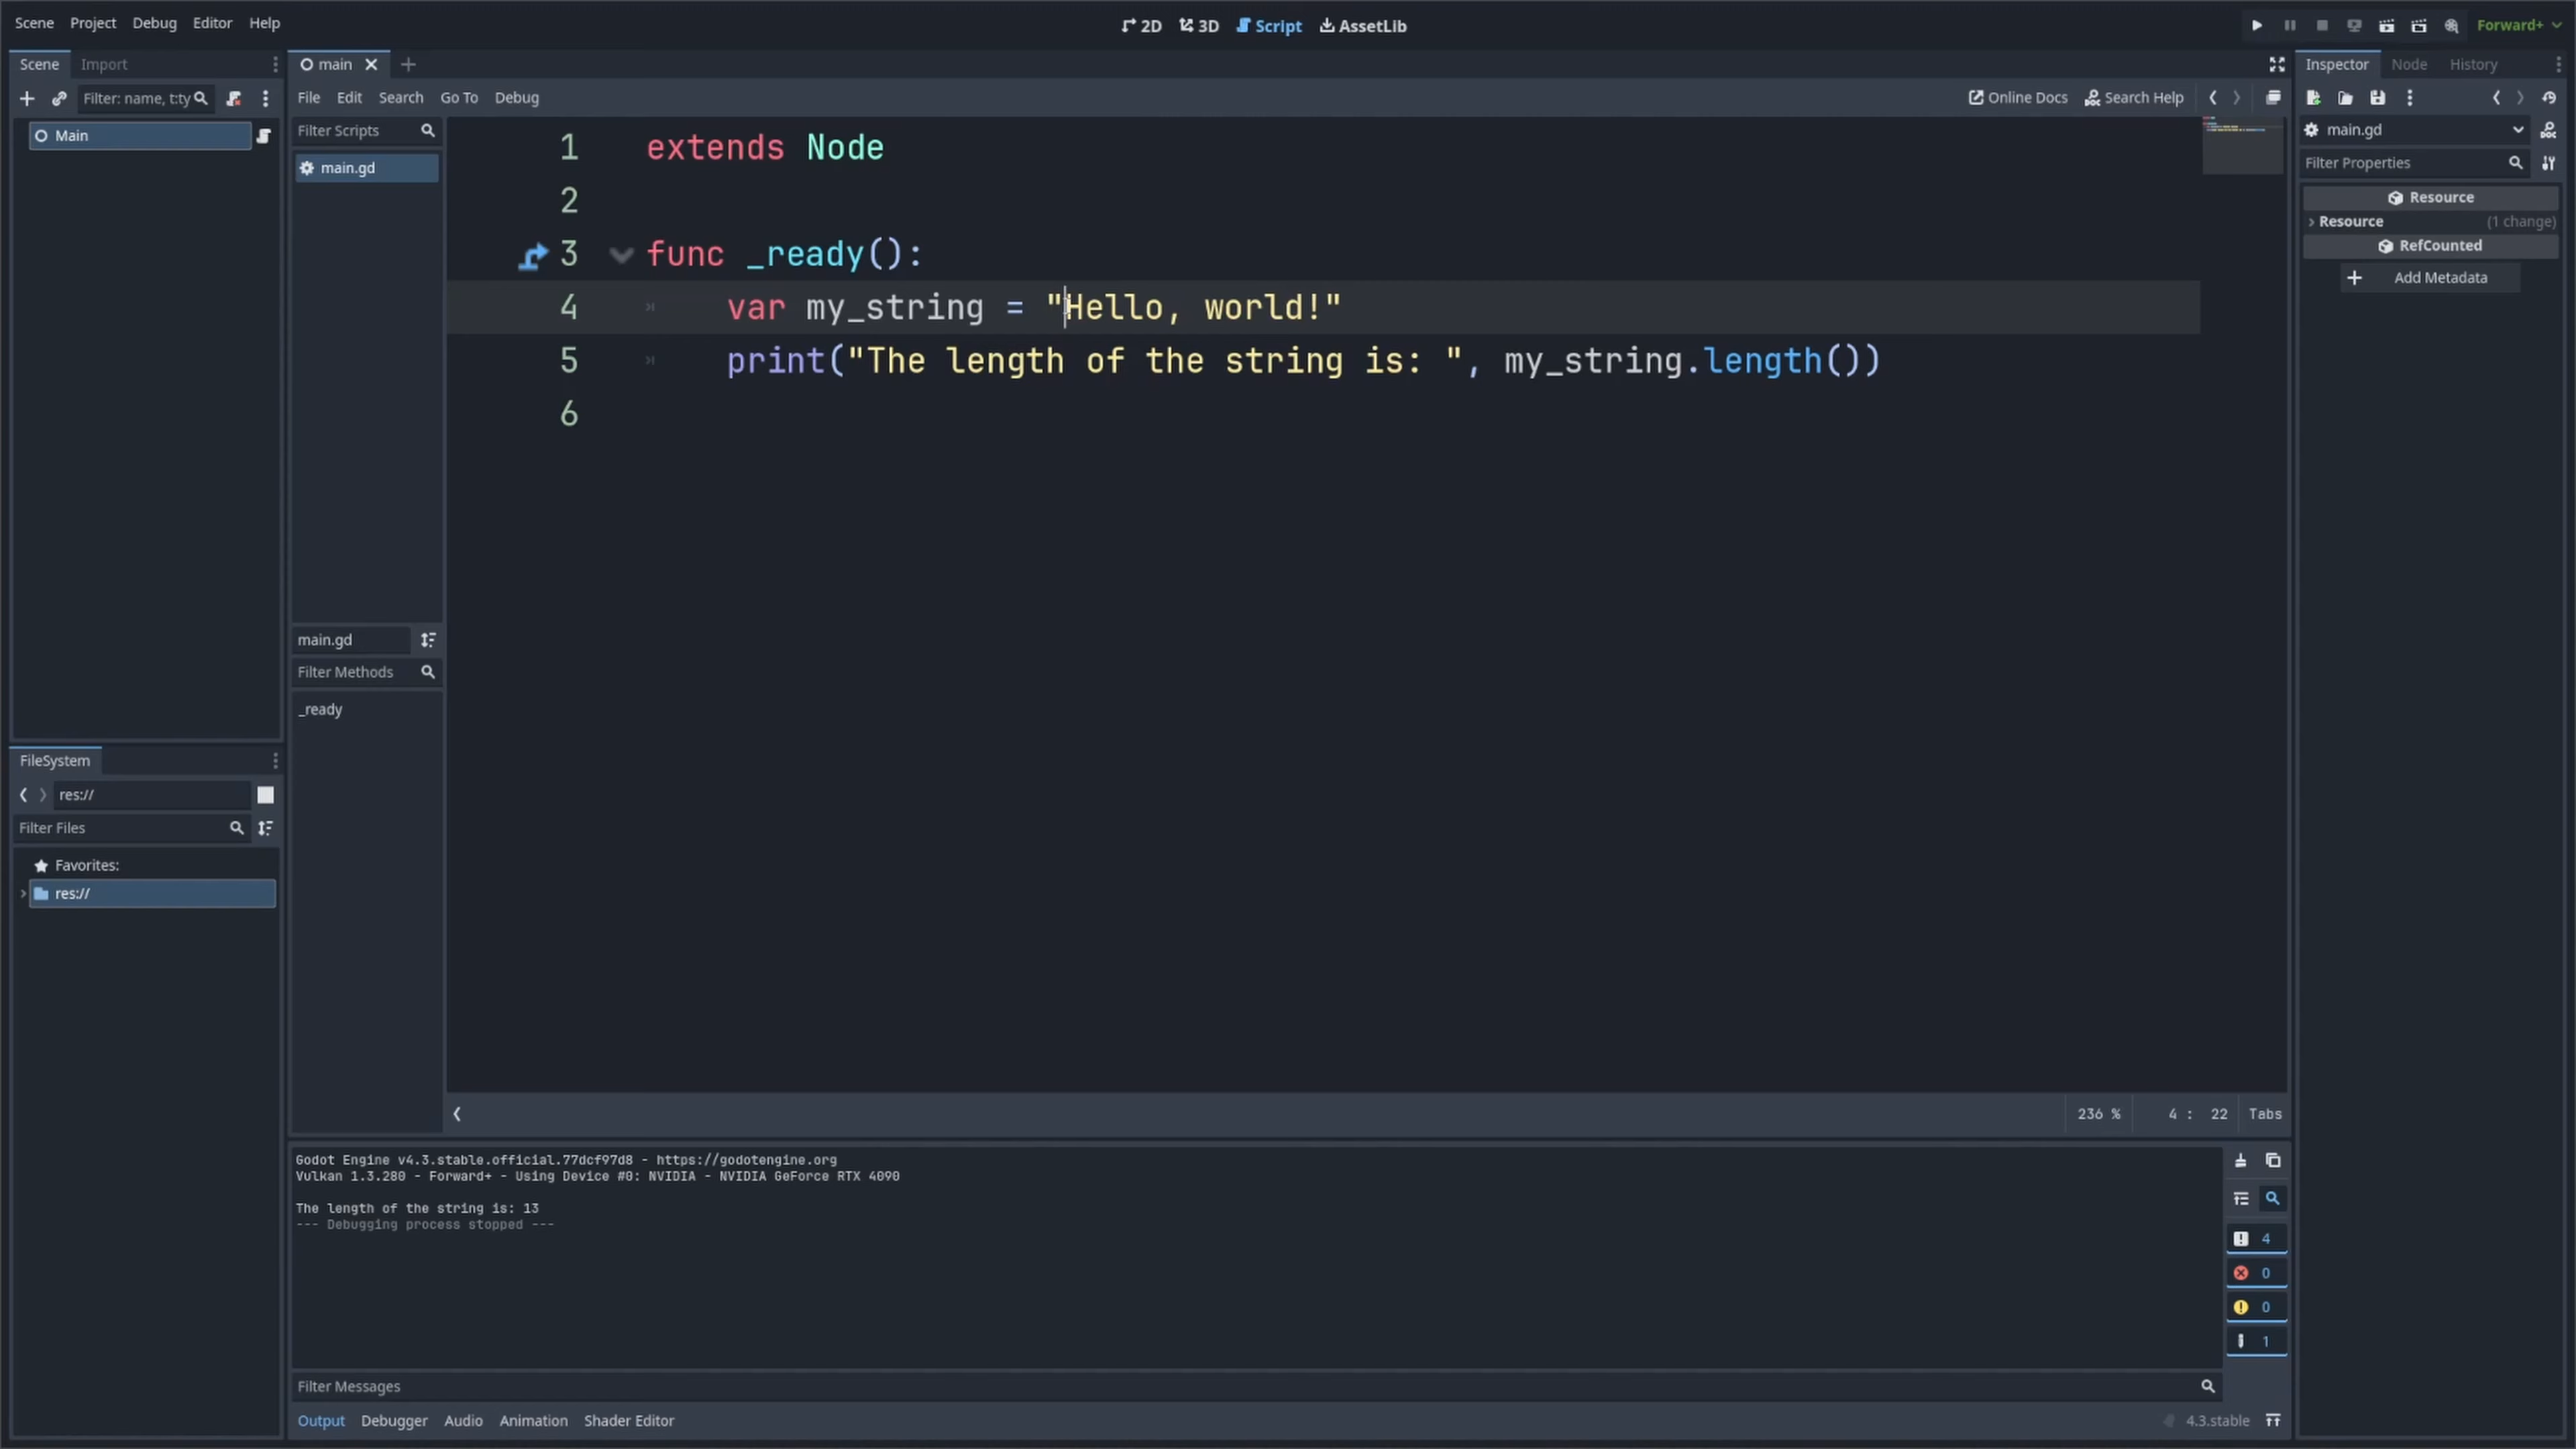 Scene Project Debug Editor Help
2D 3D Script AssetLib
Forward+
Scene Import
Filter: name, t:ty
Main
main
File Edit Search Go To Debug
Online Docs Search Help
Filter Scripts
main.gd
1 extends Node
2
3 func _ready():
4 var my_string = "Hello, world!"
5 print("The length of the string is: ", my_string.length())
6
main.gd
Filter Methods
_ready
236 % 4 : 22 Tabs
FileSystem
res://
Filter Files
Favorites:
res://
Godot Engine v4.3.stable.official.77dcf97d8 - https://godotengine.org
Vulkan 1.3.280 - Forward+ - Using Device #0: NVIDIA - NVIDIA GeForce RTX 4090
The length of the string is: 13
--- Debugging process stopped ---
4
0
0
1
Filter Messages
Output Debugger Audio Animation Shader Editor
4.3.stable
Inspector Node History
main.gd
Filter Properties
Resource
Resource (1 change)
RefCounted
Add Metadata